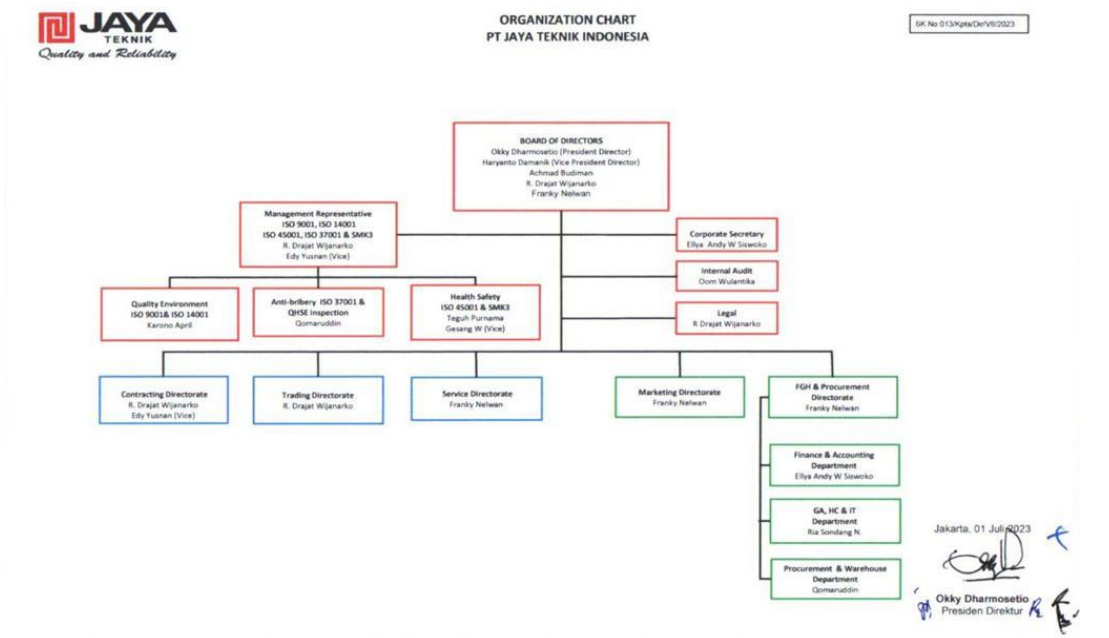 JAYA
TEKNIK
Quality and Reliability
ORGANIZATION CHART
PT JAYA TEKNIK INDONESIA
SK No 013/Kpts/Dir/VII/2023
BOARD OF DIRECTORS
Okky Dharmosetio (President Director)
Haryanto Damanik (Vice President Director)
Achmad Budiman
R. Drajat Wijanarko
Franky Nelwan
Management Representative
ISO 9001, ISO 14001
ISO 45001, ISO 37001 & SMK3
R. Drajat Wijanarko
Edy Yusnan (Vice)
Corporate Secretary
Ellya Andy W Siswoko
Internal Audit
Oom Wulantika
Legal
R Drajat Wijanarko
Quality Environment
ISO 9001& ISO 14001
Karono April
Anti-bribery ISO 37001 &
QHSE Inspection
Qomaruddin
Health Safety
ISO 45001 & SMK3
Teguh Purnama
Gesang W (Vice)
Contracting Directorate
R. Drajat Wijanarko
Edy Yusnan (Vice)
Trading Directorate
R. Drajat Wijanarko
Service Directorate
Franky Nelwan
Marketing Directorate
Franky Nelwan
FGH & Procurement
Directorate
Franky Nelwan
Finance & Accounting
Department
Ellya Andy W Siswoko
GA, HC & IT
Department
Ria Sondang N.
Procurement & Warehouse
Department
Qomaruddin
Jakarta, 01 Juli 2023
Okky Dharmosetio
Presiden Direktur